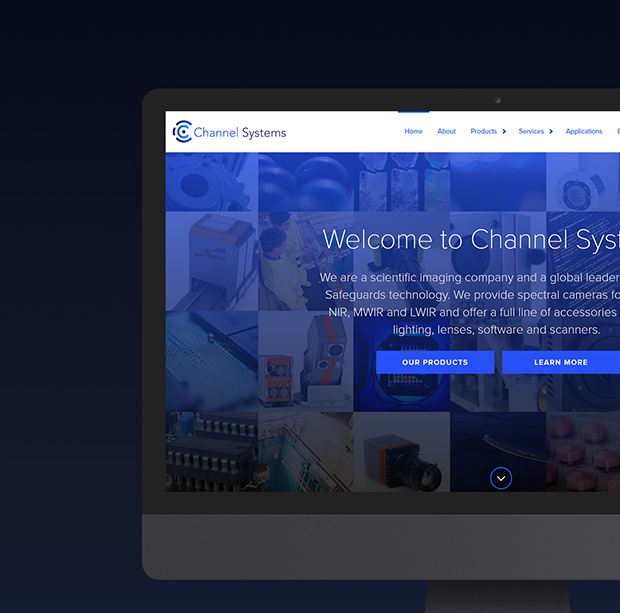 Channel Systems
Home About Products Services Applications
Welcome to Channel Syst
We are a scientific imaging company and a global leader
Safeguards technology. We provide spectral cameras fo
NIR, MWIR and LWIR and offer a full line of accessories
lighting, lenses, software and scanners.
OUR PRODUCTS LEARN MORE